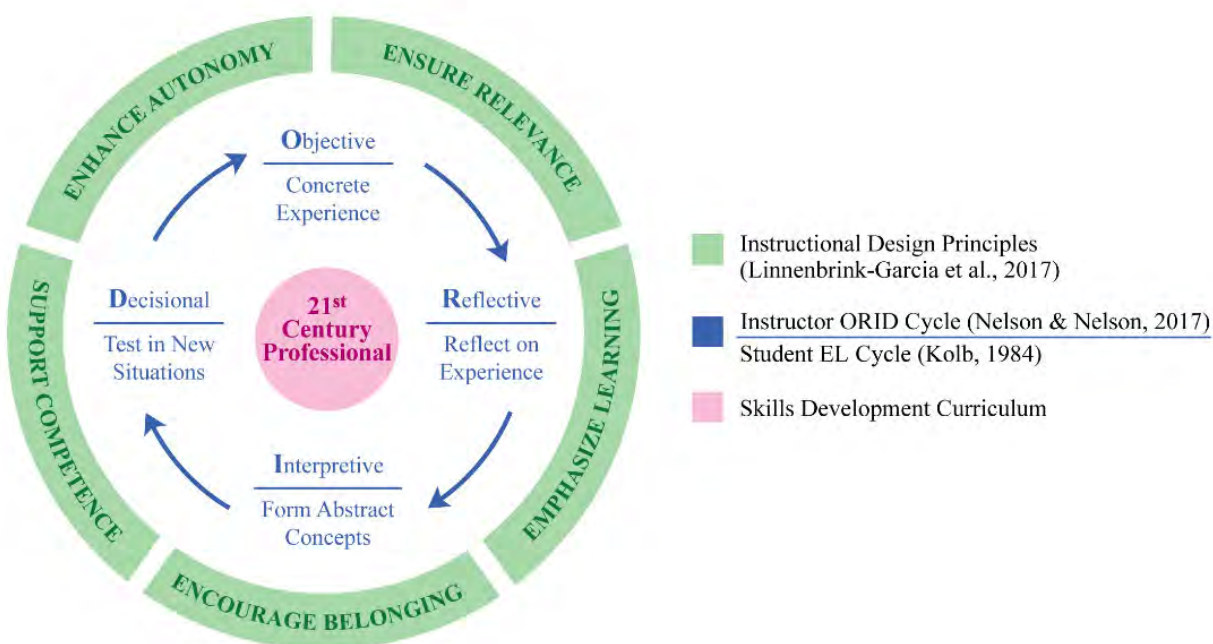 ENHANCE AUTONOMY
ENSURE RELEVANCE
EMPHASIZE LEARNING
ENCOURAGE BELONGING
SUPPORT COMPETENCE
Objective
Concrete
Experience
Reflective
Reflect on
Experience
Interpretive
Form Abstract
Concepts
Decisional
Test in New
Situations
21st
Century
Professional
Instructional Design Principles
(Linnenbrink-Garcia et al., 2017)
Instructor ORID Cycle (Nelson & Nelson, 2017)
Student EL Cycle (Kolb, 1984)
Skills Development Curriculum